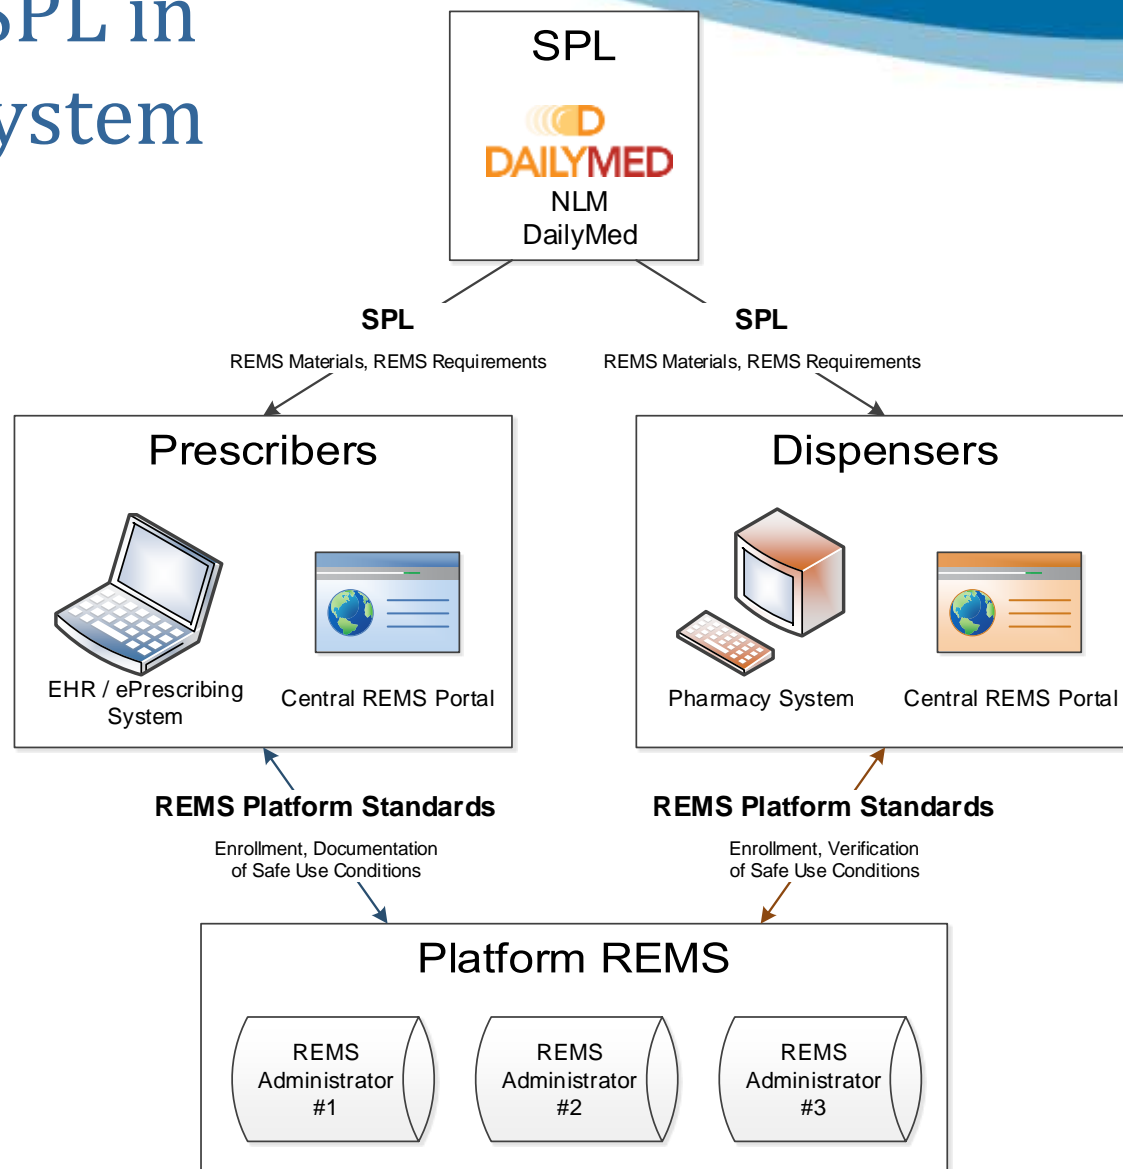 SPL in
ystem
SPL
D
DAILYMED
NLM
DailyMed
SPL
REMS Materials, REMS Requirements
SPL
REMS Materials, REMS Requirements
Prescribers
EHR / ePrescribing
System
Central REMS Portal
Dispensers
Pharmacy System
Central REMS Portal
REMS Platform Standards
Enrollment, Documentation
of Safe Use Conditions
REMS Platform Standards
Enrollment, Verification
of Safe Use Conditions
Platform REMS
REMS
Administrator
#1
REMS
Administrator
#2
REMS
Administrator
#3